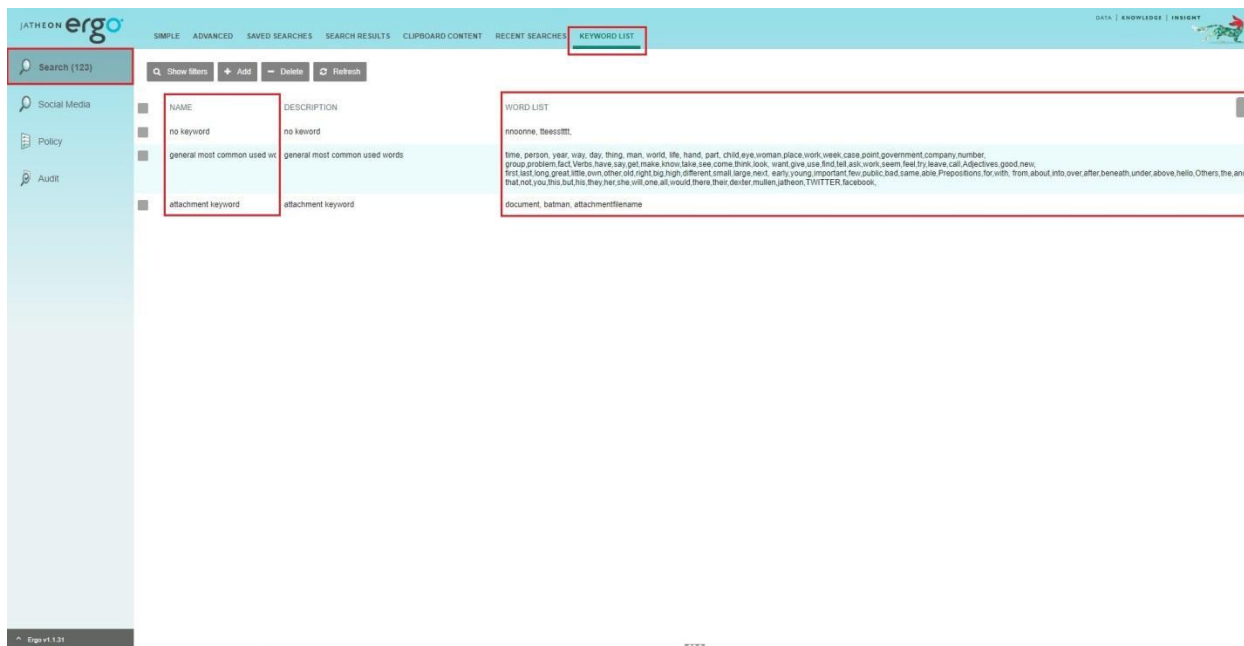 JATHEON ergo
DATA | KNOWLEDGE | INSIGHT
SIMPLE ADVANCED SAVED SEARCHES SEARCH RESULTS CLIPBOARD CONTENT RECENT SEARCHES KEYWORD LIST
Search (123)
Social Media
Policy
Audit
Show filters + Add − Delete Refresh
NAME DESCRIPTION WORD LIST
no keyword no keword nnoonne, tteesstttt,
general most common used wo general most common used words time, person, year, way, day, thing, man, world, life, hand, part, child,eye,woman,place,work,week,case,point,government,company,number,
group,problem,fact,Verbs,have,say,get,make,know,take,see,come,think,look, want,give,use,find,tell,ask,work,seem,feel,try,leave,call,Adjectives,good,new,
first,last,long,great,little,own,other,old,right,big,high,different,small,large,next, early,young,important,few,public,bad,same,able,Prepositions,for,with, from,about,into,over,after,beneath,under,above,hello,Others,the,and
that,not,you,this,but,his,they,her,she,will,one,all,would,there,their,dexter,mullen,jatheon,TWITTER,facebook,
attachment keyword attachment keyword document, batman, attachmentfilename
^ Ergo v1.1.31